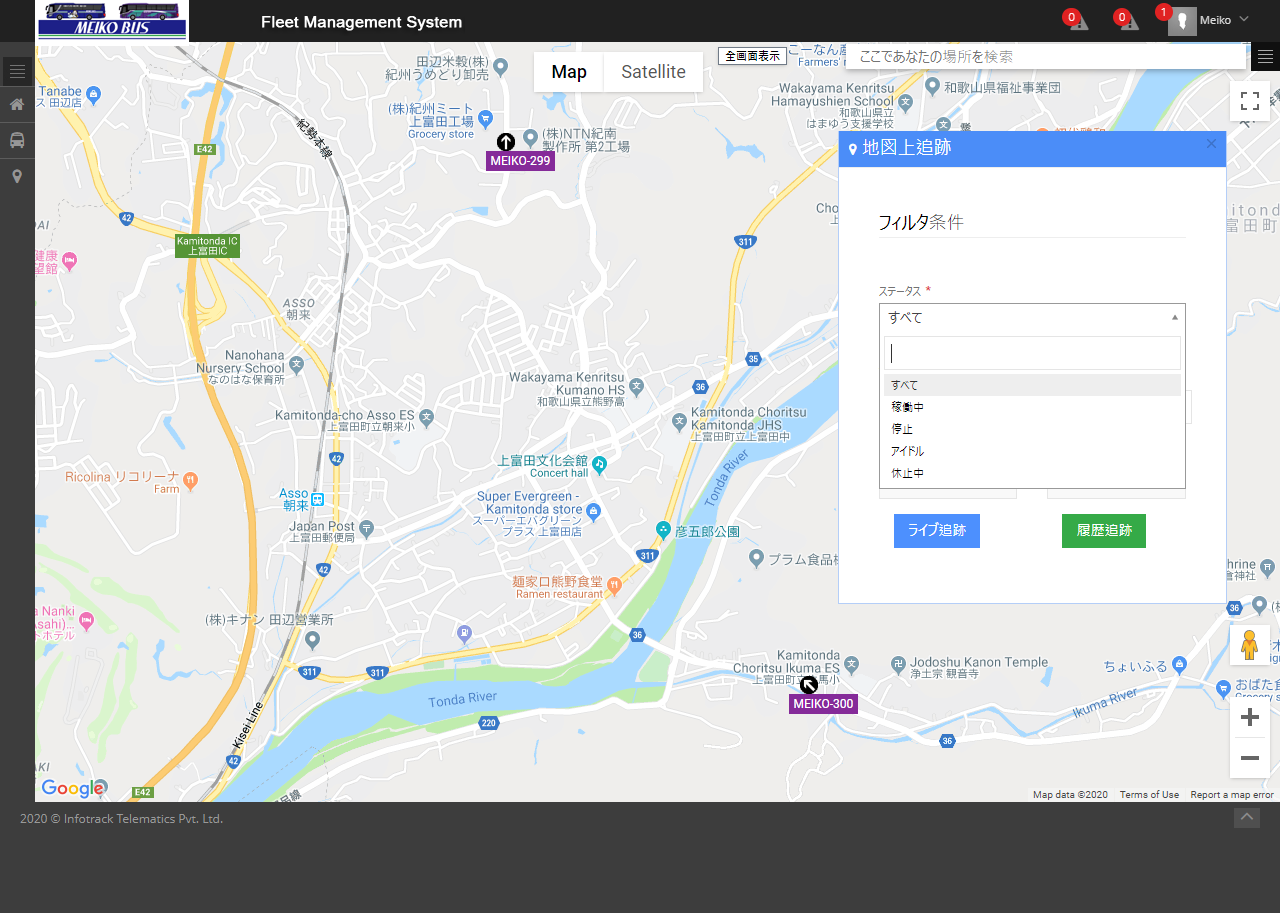 MEIKO BUS
Fleet Management System
0
0
1
Meiko
Map
Satellite
全画面表示
ここであなたの場所を検索
田辺米穀(株)
紀州うめどり卸売
Tanabe
ス 田辺店
(株)紀州ミート
上富田工場
Grocery store
紀勢本線
(株)NTN紀南
製作所 第2工場
MEIKO-299
Wakayama Kenritsu
Hamayushien School
和歌山県立
はまゆう支援学校
和歌山県福祉事業団
E42
42
Kamitonda IC
上富田IC
311
健康
望館
ASSO
朝来
Nanohana
Nursery School
なのはな保育所
35
36
Wakayama Kenritsu
Kumano HS
和歌山県立熊野高
Kamitonda-cho Asso ES
上富田町立朝来小
Kamitonda Choritsu
Kamitonda JHS
上富田町立上富田中
42
上富田文化会館
Concert hall
Tonda River
Ricolina リコリーナ
Farm
Asso
朝来
Super Evergreen -
Kamitonda store
スーパーエバグリーン
プラス 上富田店
Japan Post
上富田郵便局
彦五郎公園
311
プラム食品
42
麺家口熊野食堂
Ramen restaurant
(株)キナン 田辺営業所
36
311
311
Kamitonda
Choritsu Ikuma ES
Jodoshu Kanon Temple
浄土宗 観音寺
ちょいふる
36
MEIKO-300
Tonda River
220
Ikuma River
おばた
Grocery
36
Kisei Line
42
E42
Google
地図上追跡
×
フィルタ条件
ステータス *
すべて
すべて
稼働中
停止
アイドル
休止中
ライブ追跡
履歴追跡
Map data ©2020
Terms of Use
Report a map error
2020 © Infotrack Telematics Pvt. Ltd.